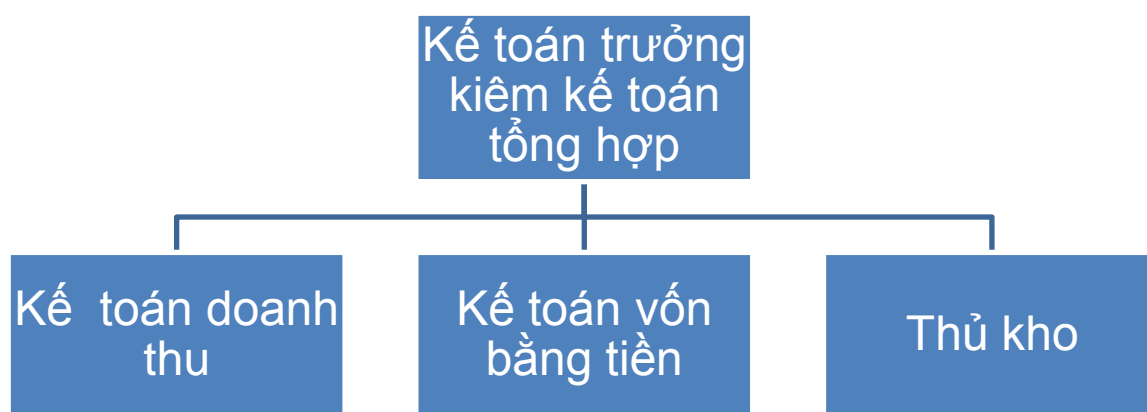 Kế toán trưởng
kiêm kế toán
tổng hợp
Kế toán doanh
thu
Kế toán vốn
bằng tiền
Thủ kho